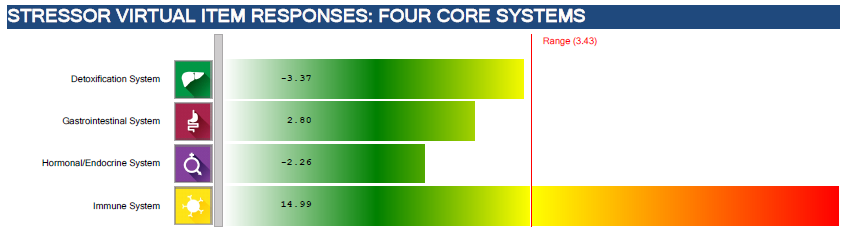 STRESSOR VIRTUAL ITEM RESPONSES: FOUR CORE SYSTEMS
Range (3.43)
Detoxification System -3.37
Gastrointestinal System 2.80
Hormonal/Endocrine System -2.26
Immune System 14.99